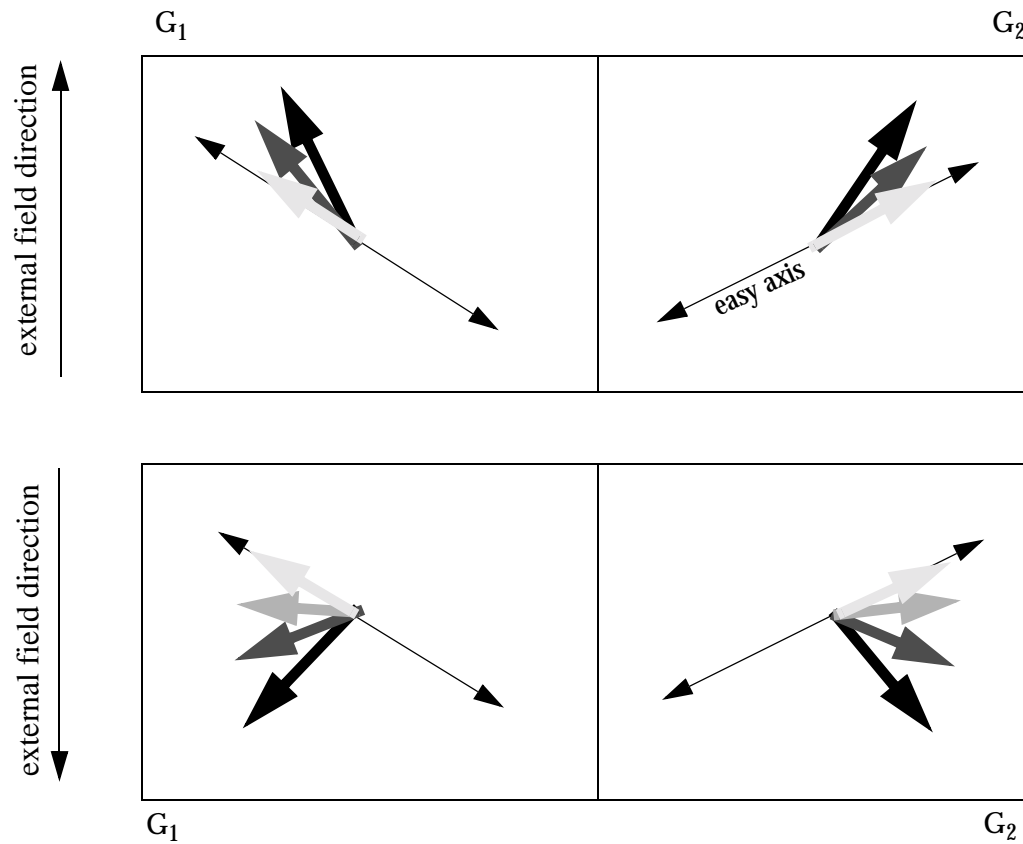 G₁
G₂
external field direction
easy axis
external field direction
G₁
G₂